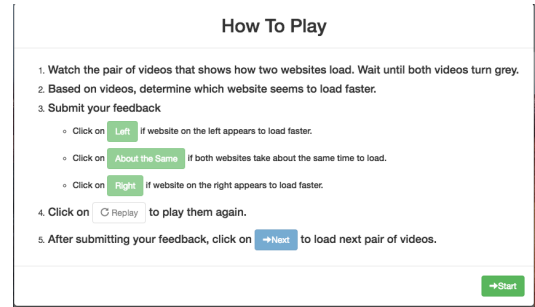 How To Play
1. Watch the pair of videos that shows how two websites load. Wait until both videos turn grey.
2. Based on videos, determine which website seems to load faster.
3. Submit your feedback
Click on Left if website on the left appears to load faster.
Click on About the Same if both websites take about the same time to load.
Click on Right if website on the right appears to load faster.
4. Click on Replay to play them again.
5. After submitting your feedback, click on ➔Next to load next pair of videos.
➔Start